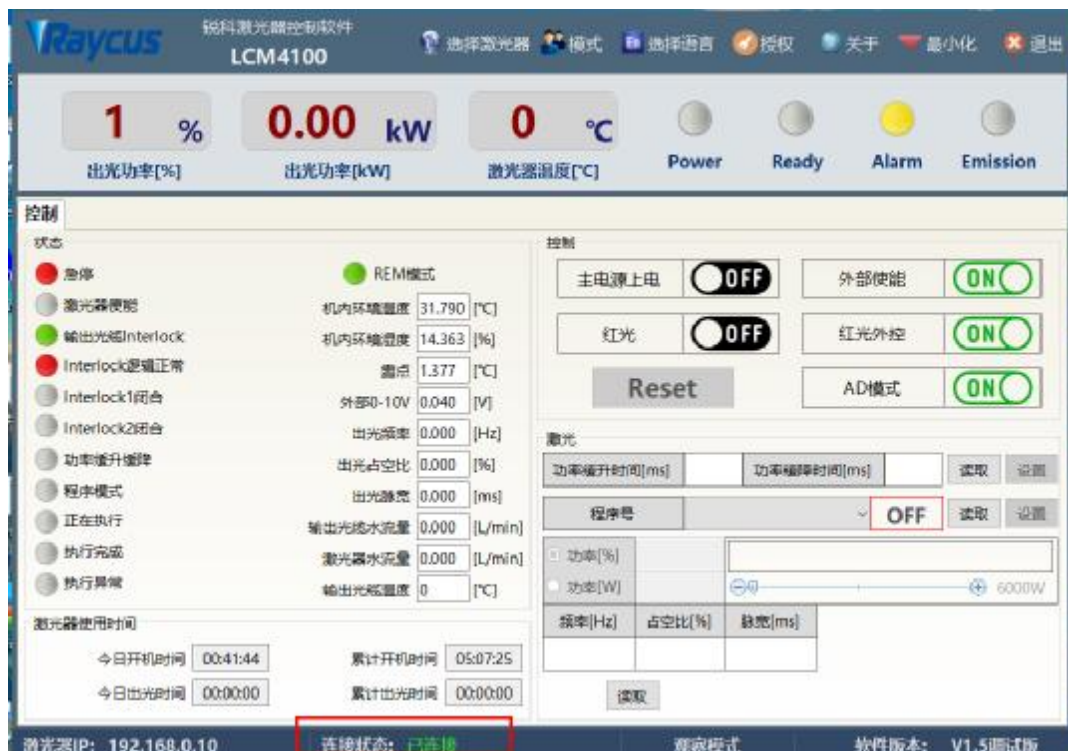 Raycus 锐科激光器控制软件 LCM4100 选择激光器 模式 选择语言 授权 关于 最小化 退出
1 % 0.00 kW 0 ℃
出光功率[%] 出光功率[kW] 激光器温度[℃] Power Ready Alarm Emission
控制
状态
急停 REM模式
激光器使能 机内环境温度 31.790 [℃]
输出光缆Interlock 机内环境湿度 14.363 [%]
Interlock逻辑正常 露点 1.377 [℃]
Interlock1闭合 外部0-10V 0.040 [V]
Interlock2闭合 出光频率 0.000 [Hz]
功率缓升缓降 出光占空比 0.000 [%]
程序模式 出光脉宽 0.000 [ms]
正在执行 输出光缆水流量 0.000 [L/min]
执行完成 激光器水流量 0.000 [L/min]
执行异常 输出光缆温度 0 [℃]
激光器使用时间
今日开机时间 00:41:44 累计开机时间 05:07:25
今日出光时间 00:00:00 累计出光时间 00:00:00
控制
主电源上电 OFF 外部使能 ON
红光 OFF 红光外控 ON
Reset AD模式 ON
激光
功率缓升时间[ms] 功率缓降时间[ms] 读取 设置
程序号 OFF 读取 设置
功率[%]
功率[W] 6000W
频率[Hz] 占空比[%] 脉宽[ms]
读取
激光器IP: 192.168.0.10 连接状态: 已连接 观察模式 软件版本: V1.5调试版